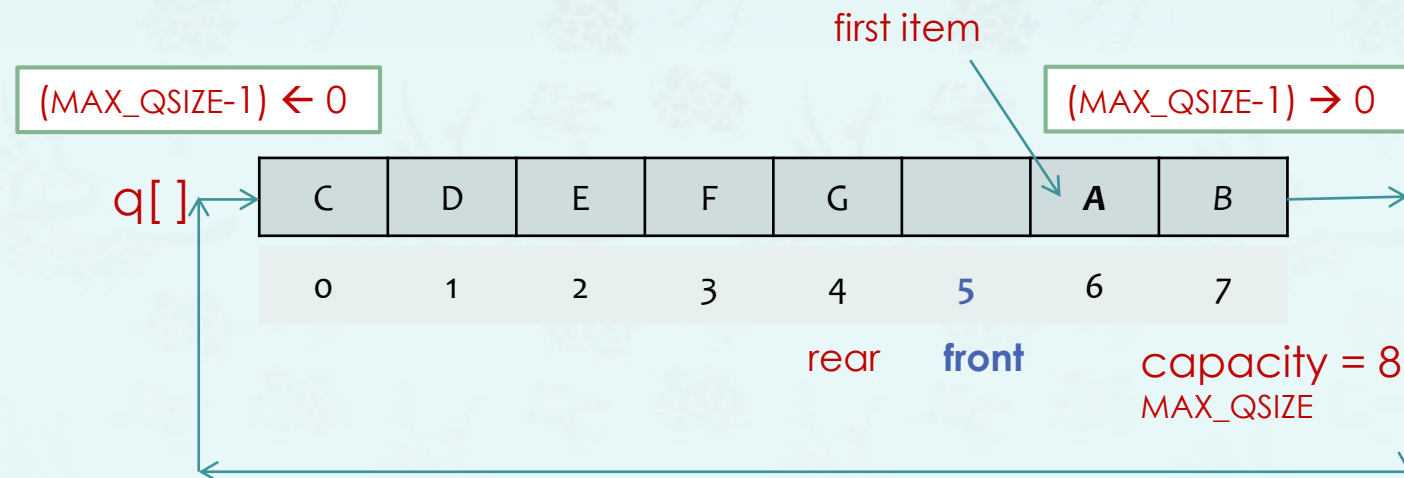 first item
(MAX_QSIZE-1) ← 0
(MAX_QSIZE-1) → 0
q[ ]
C D E F G A B
0 1 2 3 4 5 6 7
rear front
capacity = 8
MAX_QSIZE